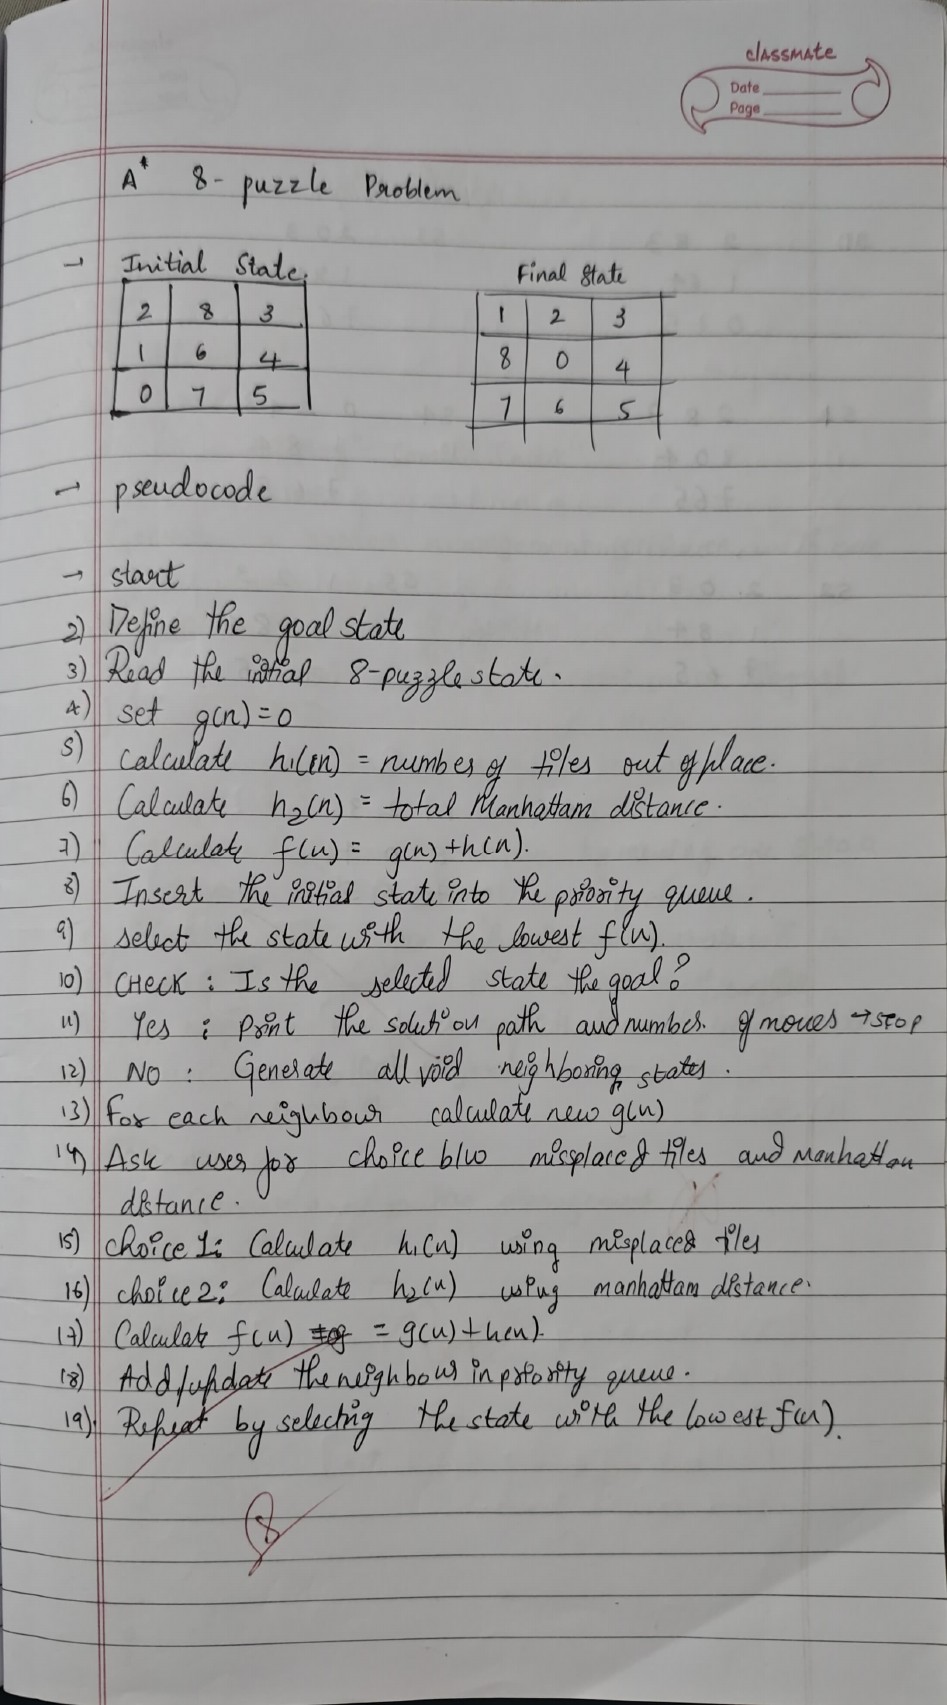 classmate
Date
Page
A* 8-puzzle Problem
→ Initial State. Final State
2 8 3 1 2 3
1 6 4 8 0 4
0 7 5 7 6 5
→ pseudocode
→ start
2) Define the goal state
3) Read the initial 8-puzzle state.
4) set g(n)=0
5) calculate h₁(n) = number of tiles out of place.
6) Calculate h₂(n) = total Manhattam distance.
7) Calculate f(n) = g(n)+h(n).
8) Insert the initial state into the priority queue.
9) select the state with the lowest f(n).
10) CHECK : Is the selected state the goal?
11) Yes : print the solution path and number of moves → stop
12) NO : Generate all void neighboring states.
13) For each neighbour calculate new g(n)
14) Ask user for choice b/w misplaced tiles and Manhattan
distance.
15) choice 1: Calculate h₁(n) using misplaced tiles
16) choice 2: Calculate h₂(n) using manhattam distance.
17) Calculate f(n) = g(n)+h(n).
18) Add/update the neighbour in priority queue.
19) Repeat by selecting the state with the lowest f(n).
8